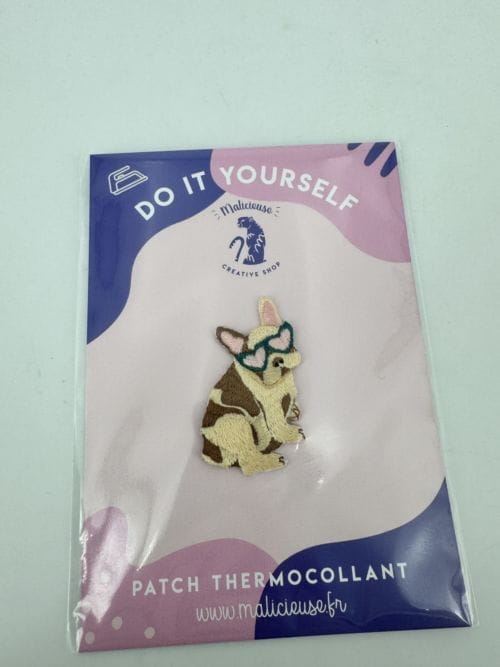 DO IT YOURSELF
Malicieuse
CREATIVE SHOP
PATCH THERMOCOLLANT
www.malicieuse.fr